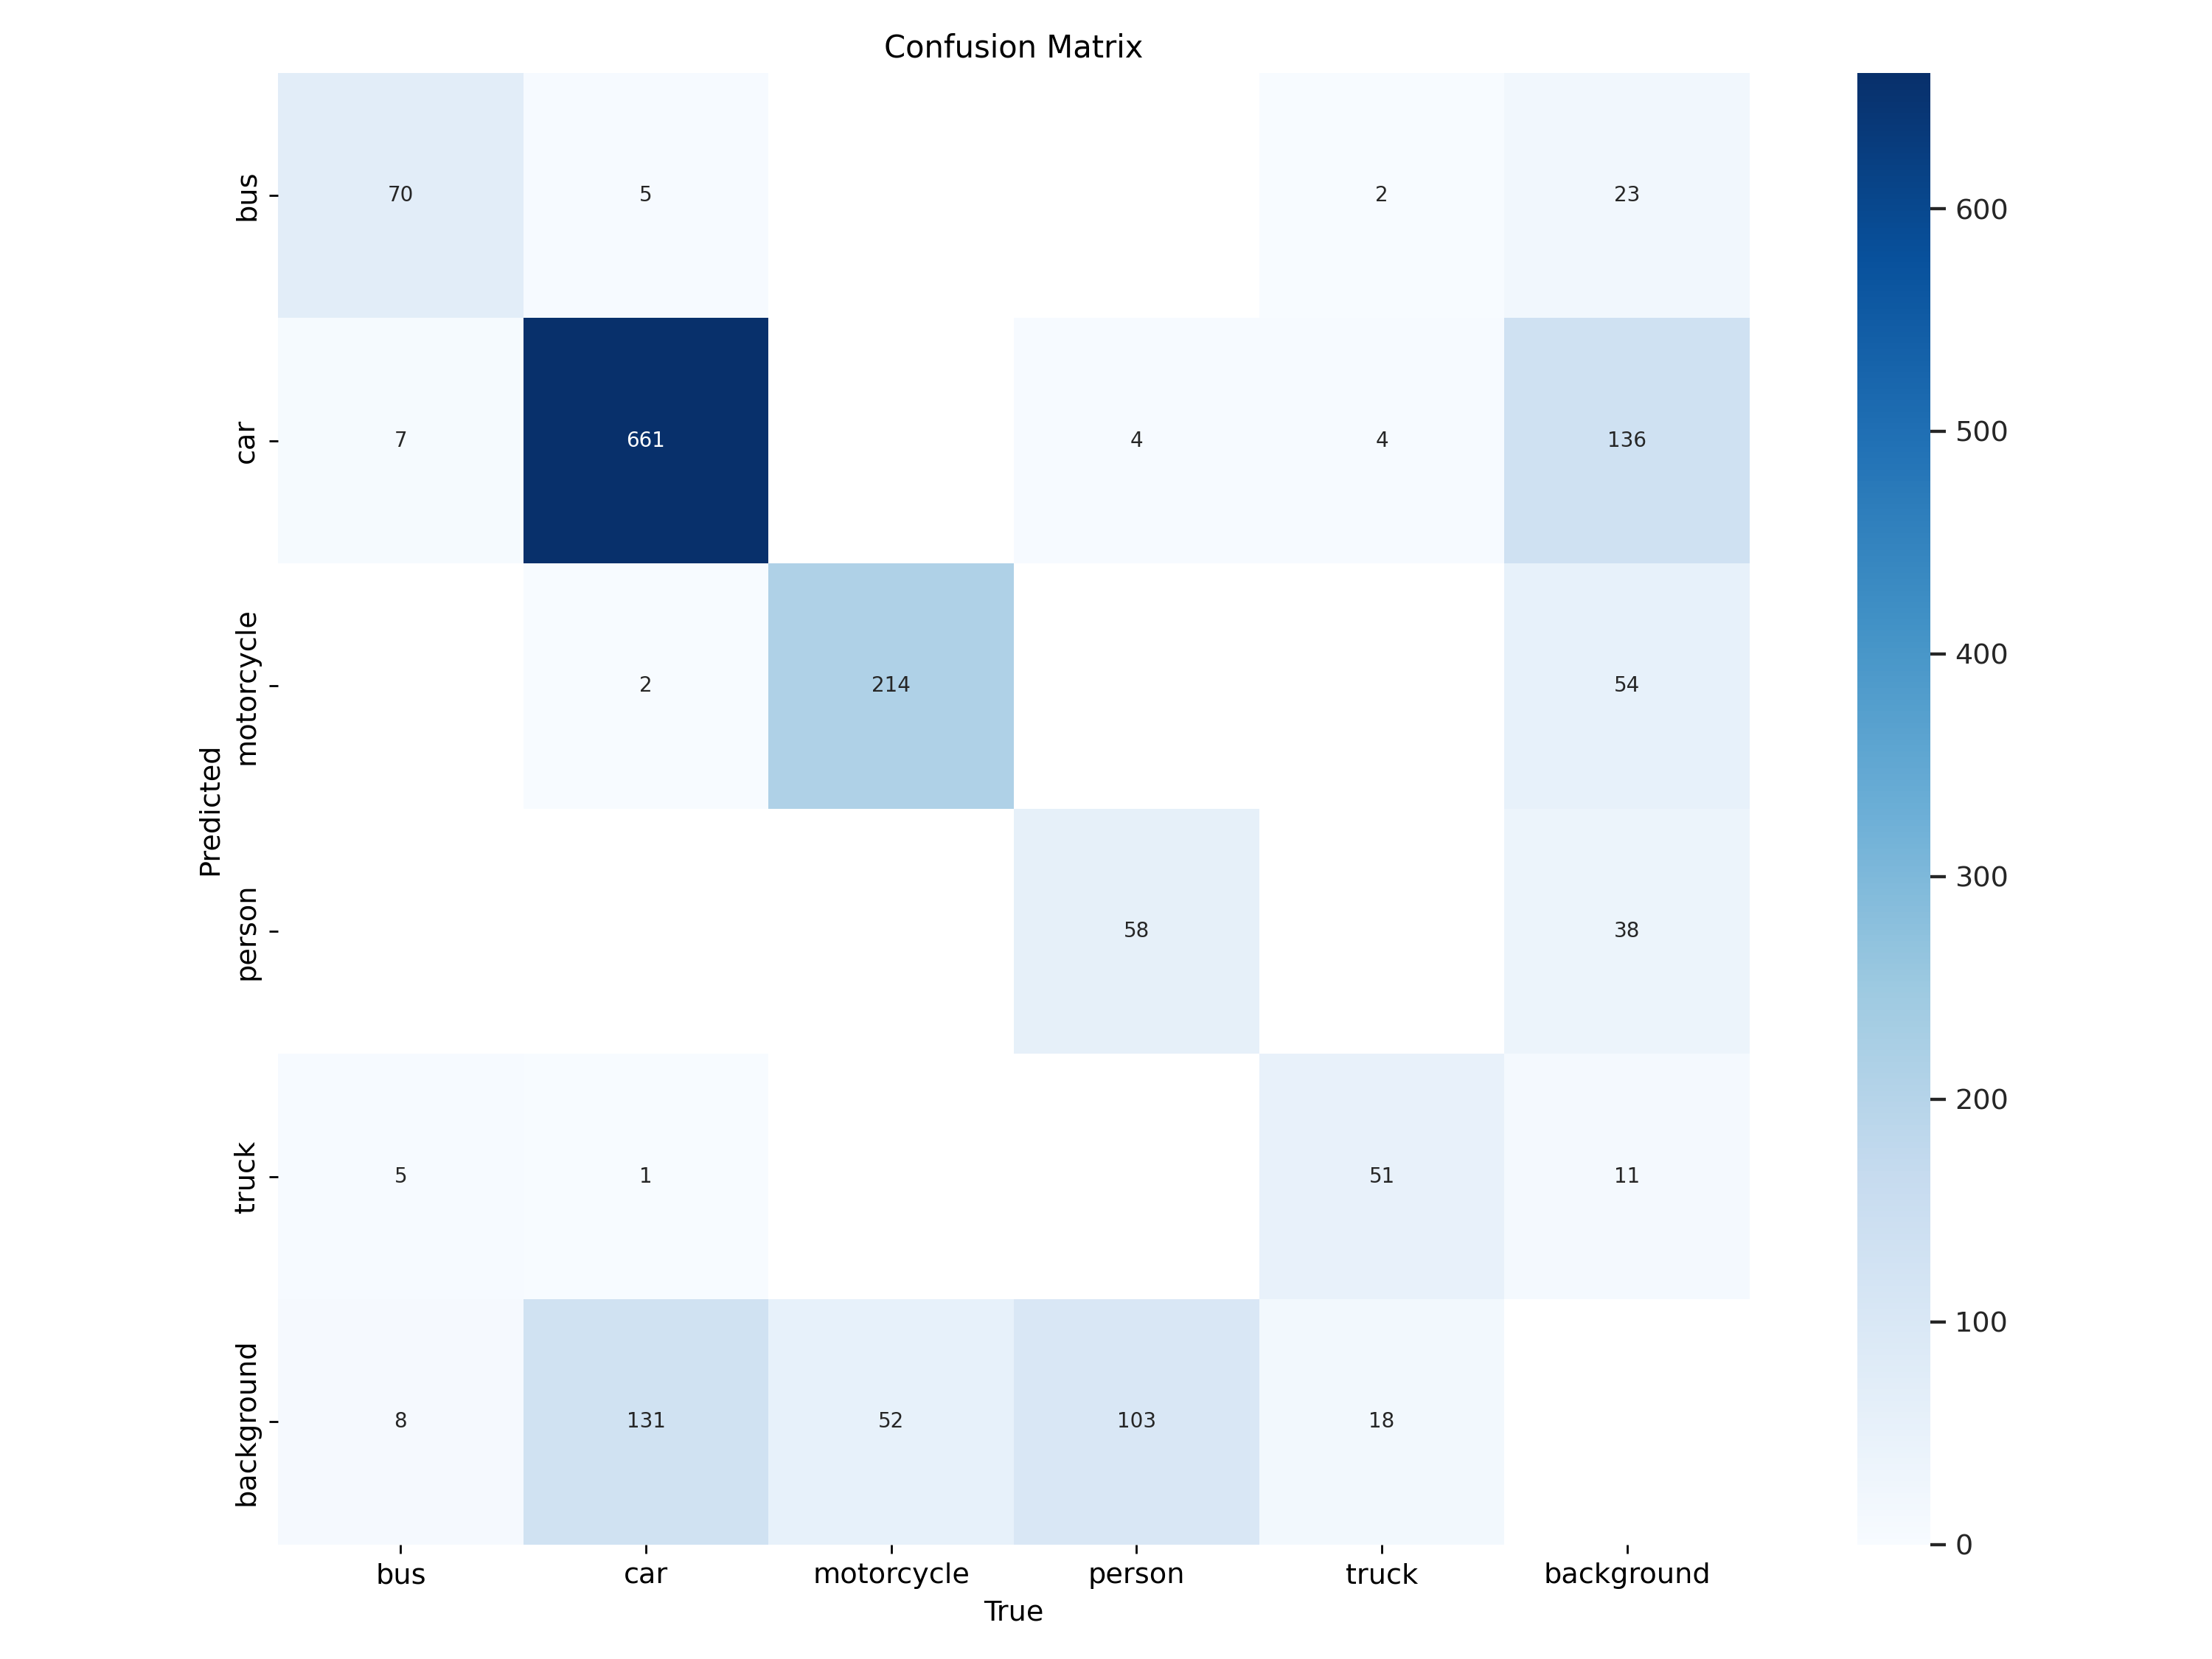 Confusion Matrix
bus 70 5 2 23
car 7 661 4 4 136
motorcycle 2 214 54
person 58 38
truck 5 1 51 11
background 8 131 52 103 18
Predicted
bus car motorcycle person truck background
True
600
500
400
300
200
100
0